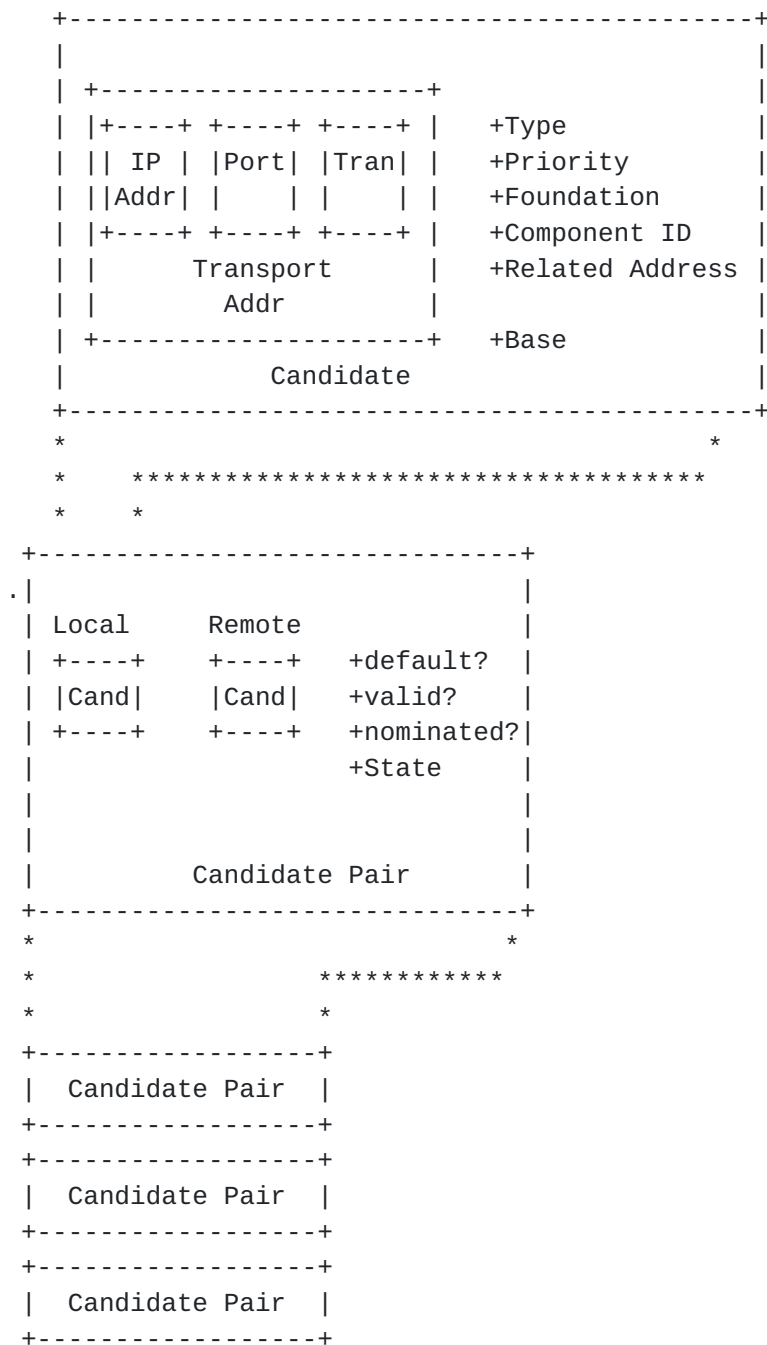 +--------------------------------------------+
|                                            |
| +---------------------+                    |
| |+----+ +----+ +----+ |   +Type            |
| || IP | |Port| |Tran| |   +Priority        |
| ||Addr| |    | |    | |   +Foundation      |
| |+----+ +----+ +----+ |   +Component ID    |
| |      Transport      |   +Related Address |
| |        Addr         |                    |
| +---------------------+   +Base            |
|             Candidate                      |
+--------------------------------------------+
*                                         *
*    *************************************
*    *
+-------------------------------+
.|                               |
| Local     Remote              |
| +----+    +----+   +default?  |
| |Cand|    |Cand|   +valid?    |
| +----+    +----+   +nominated?|
|                    +State     |
|                               |
|                               |
|          Candidate Pair       |
+-------------------------------+
*                              *
*                  ************
*                  *
+------------------+
|  Candidate Pair  |
+------------------+
+------------------+
|  Candidate Pair  |
+------------------+
+------------------+
|  Candidate Pair  |
+------------------+